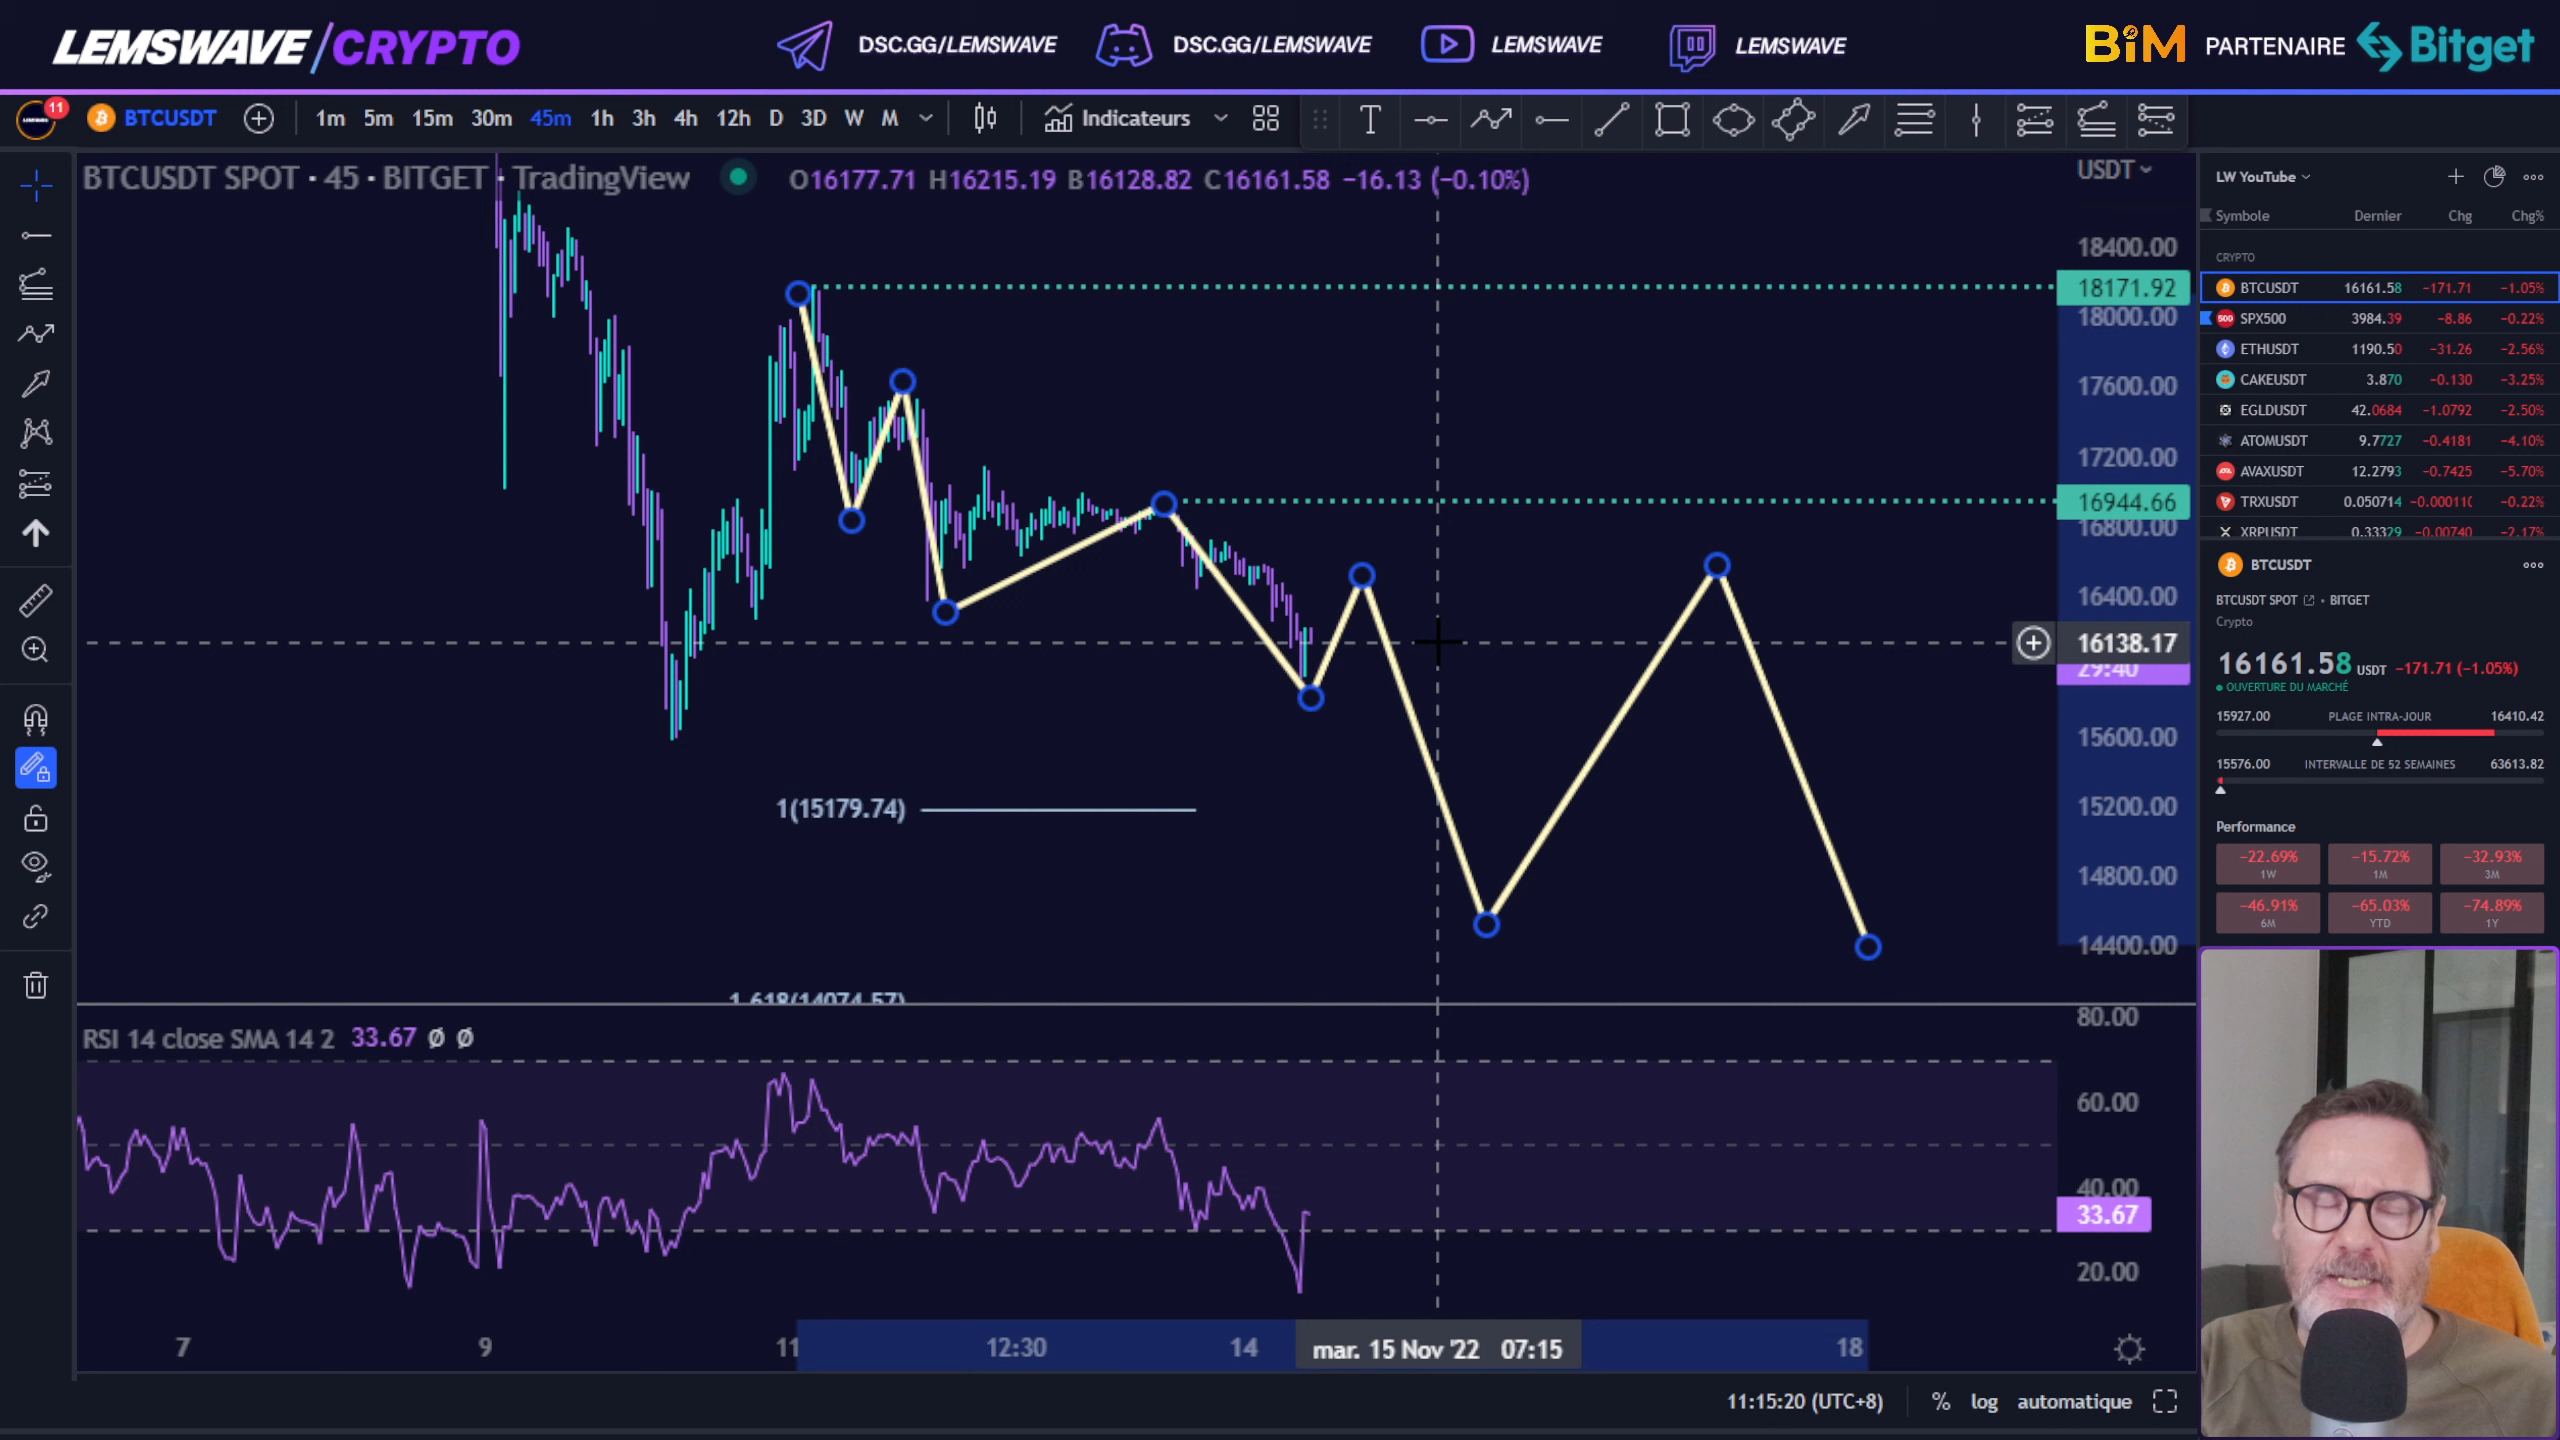 LEMSWAVE/CRYPTO
DSC.GG/LEMSWAVE
DSC.GG/LEMSWAVE
LEMSWAVE
LEMSWAVE
BiM PARTENAIRE Bitget
11
BTCUSDT
1m 5m 15m 30m 45m 1h 3h 4h 12h D 3D W M
Indicateurs
BTCUSDT SPOT · 45 · BITGET · TradingView
O16177.71 H16215.19 B16128.82 C16161.58 −16.13 (−0.10%)
USDT
18400.00
18171.92
18000.00
17600.00
17200.00
16944.66
16800.00
16400.00
16138.17
29:40
15600.00
15200.00
14800.00
14400.00
1(15179.74)
1.618(14074.57)
RSI 14 close SMA 14 2 33.67 Ø Ø
80.00
60.00
40.00
33.67
20.00
7 9 11 12:30 14 mar. 15 Nov '22 07:15 18
11:15:20 (UTC+8) % log automatique
LW YouTube
Symbole Dernier Chg Chg%
CRYPTO
BTCUSDT 16161.58 −171.71 −1.05%
SPX500 3984.39 −8.86 −0.22%
ETHUSDT 1190.50 −31.26 −2.56%
CAKEUSDT 3.870 −0.130 −3.25%
EGLDUSDT 42.0684 −1.0792 −2.50%
ATOMUSDT 9.7727 −0.4181 −4.10%
AVAXUSDT 12.2793 −0.7425 −5.70%
TRXUSDT 0.050714 −0.000110 −0.22%
XRPUSDT 0.33329 −0.00740 −2.17%
BTCUSDT
BTCUSDT SPOT · BITGET
Crypto
16161.58 USDT −171.71 (−1.05%)
OUVERTURE DU MARCHÉ
15927.00 PLAGE INTRA-JOUR 16410.42
15576.00 INTERVALLE DE 52 SEMAINES 63613.82
Performance
−22.69% −15.72% −32.93%
1W 1M 3M
−46.91% −65.03% −74.89%
6M YTD 1Y